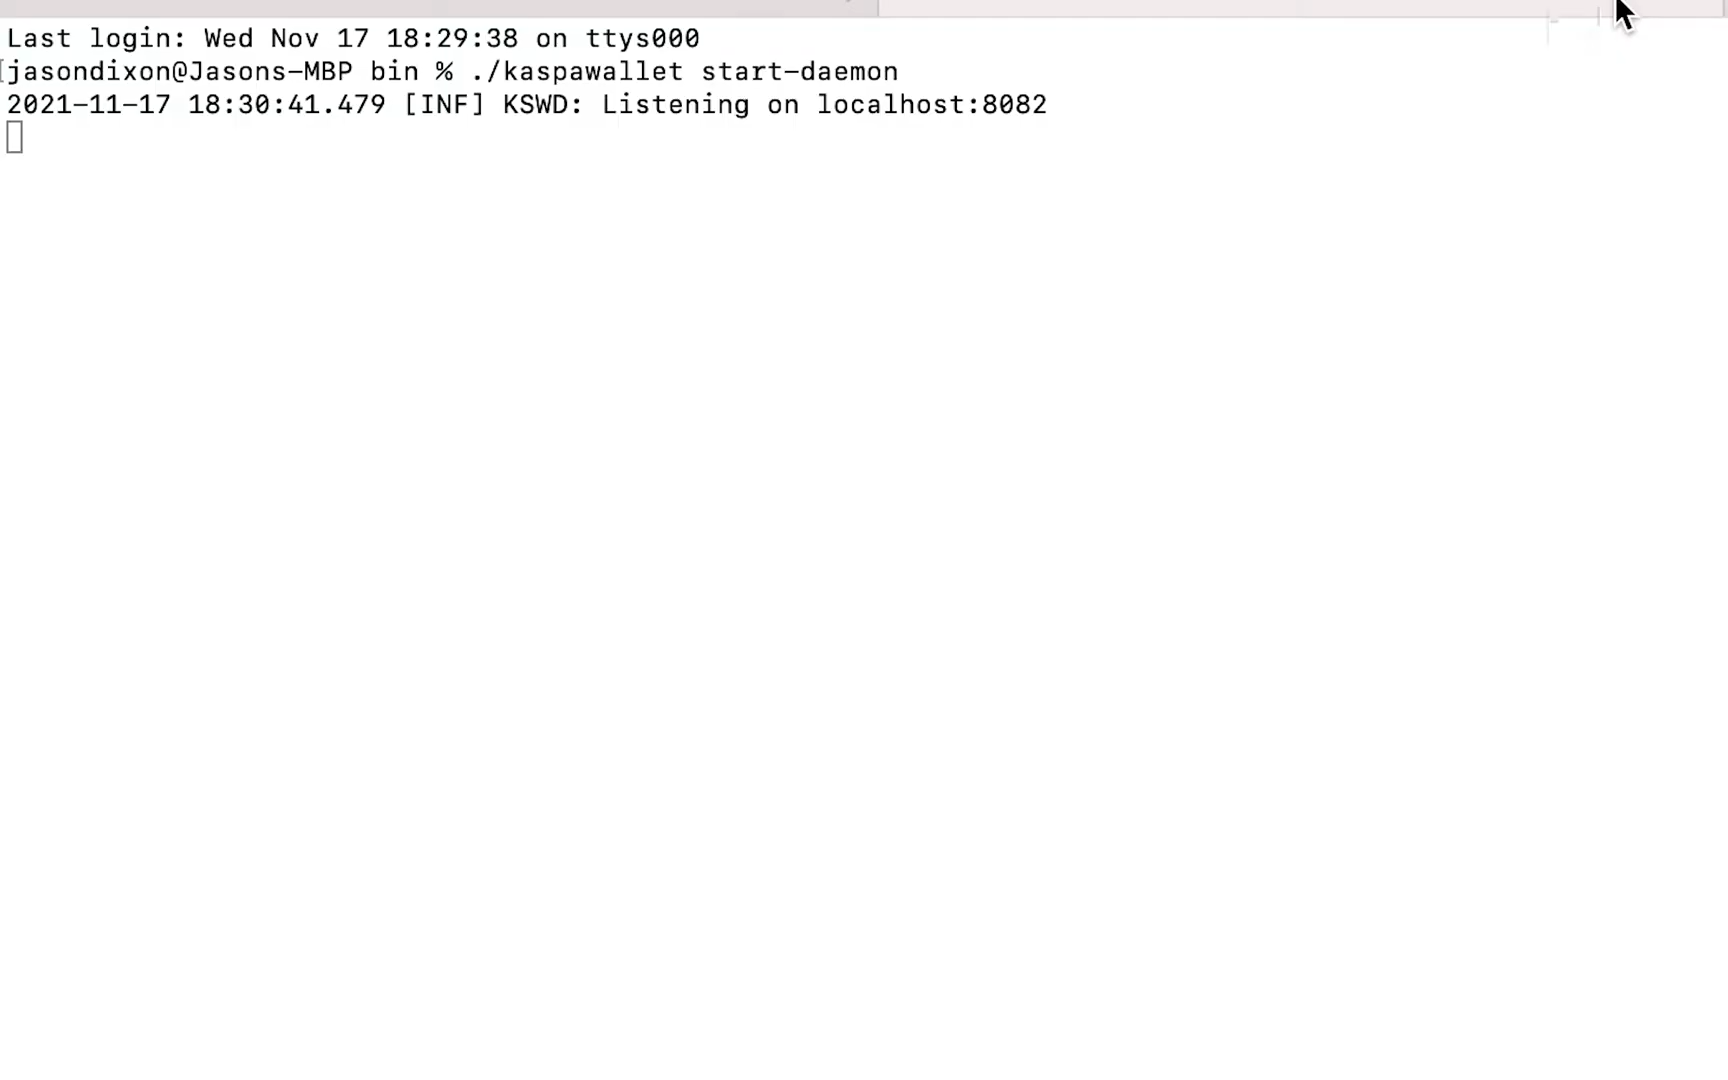 Last login: Wed Nov 17 18:29:38 on ttys000
[jasondixon@Jasons-MBP bin % ./kaspawallet start-daemon
2021-11-17 18:30:41.479 [INF] KSWD: Listening on localhost:8082